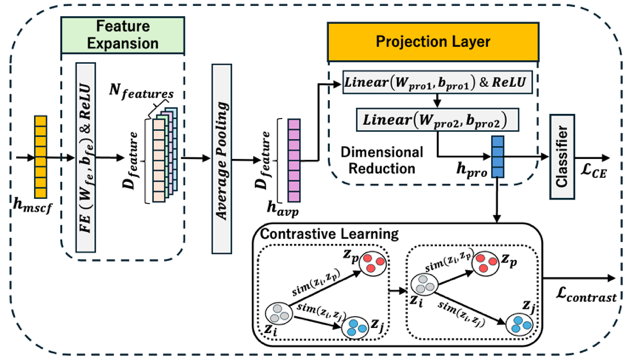 Feature
Expansion
Projection Layer
N_features
Linear(W_pro1, b_pro1) & ReLU
Linear(W_pro2, b_pro2)
FE (W_fe, b_fe) & ReLU
D_feature
Average Pooling
D_feature
Dimensional
Reduction
h_mscf
h_avp
h_pro
Classifier
ℒ_CE
Contrastive Learning
z_p
sim(z_i, z_p)
sim(z_i, z_j)
z_i
z_j
z_p
sim(z_i, z_p)
z_i
sim(z_i, z_j)
z_j
ℒ_contrast